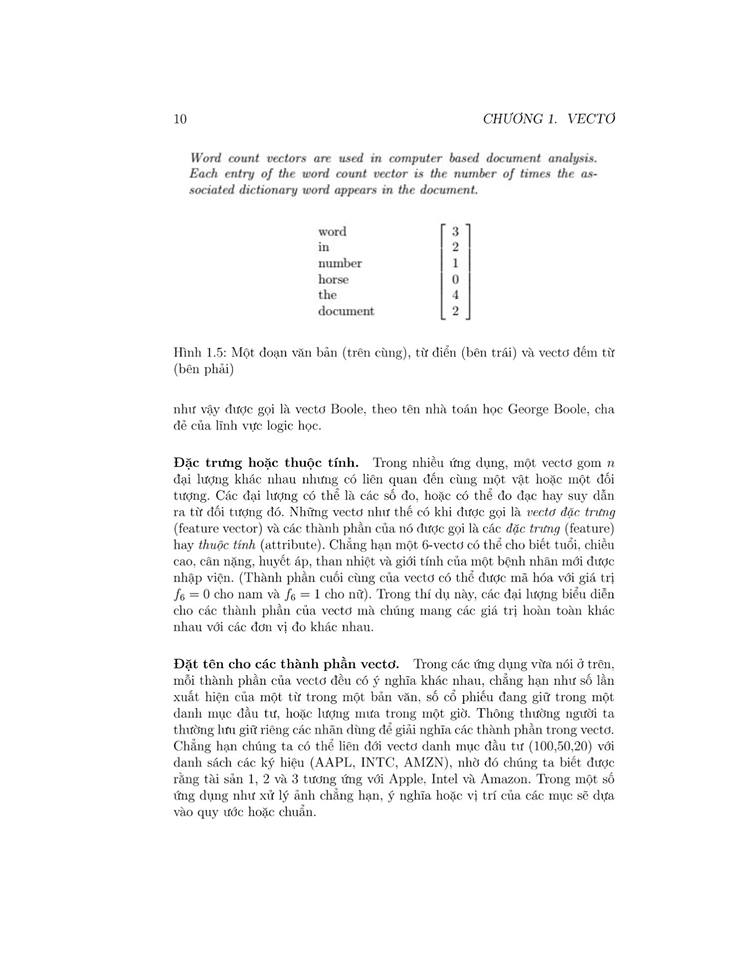 10 CHƯƠNG 1. VECTƠ
Word count vectors are used in computer based document analysis.
Each entry of the word count vector is the number of times the as-
sociated dictionary word appears in the document.
word 3
in 2
number 1
horse 0
the 4
document 2
Hình 1.5: Một đoạn văn bản (trên cùng), từ điển (bên trái) và vectơ đếm từ
(bên phải)
như vậy được gọi là vectơ Boole, theo tên nhà toán học George Boole, cha
đẻ của lĩnh vực logic học.
Đặc trưng hoặc thuộc tính. Trong nhiều ứng dụng, một vectơ gom n
đại lượng khác nhau nhưng có liên quan đến cùng một vật hoặc một đối
tượng. Các đại lượng có thể là các số đo, hoặc có thể đo đạc hay suy dẫn
ra từ đối tượng đó. Những vectơ như thế có khi được gọi là vectơ đặc trưng
(feature vector) và các thành phần của nó được gọi là các đặc trưng (feature)
hay thuộc tính (attribute). Chẳng hạn một 6-vectơ có thể cho biết tuổi, chiều
cao, cân nặng, huyết áp, than nhiệt và giới tính của một bệnh nhân mới được
nhập viện. (Thành phần cuối cùng của vectơ có thể được mã hóa với giá trị
f₆ = 0 cho nam và f₆ = 1 cho nữ). Trong thí dụ này, các đại lượng biểu diễn
cho các thành phần của vectơ mà chúng mang các giá trị hoàn toàn khác
nhau với các đơn vị đo khác nhau.
Đặt tên cho các thành phần vectơ. Trong các ứng dụng vừa nói ở trên,
mỗi thành phần của vectơ đều có ý nghĩa khác nhau, chẳng hạn như số lần
xuất hiện của một từ trong một bản văn, số cổ phiếu đang giữ trong một
danh mục đầu tư, hoặc lượng mưa trong một giờ. Thông thường người ta
thường lưu giữ riêng các nhãn dùng để giải nghĩa các thành phần trong vectơ.
Chẳng hạn chúng ta có thể liên đới vectơ danh mục đầu tư (100,50,20) với
danh sách các ký hiệu (AAPL, INTC, AMZN), nhờ đó chúng ta biết được
rằng tài sản 1, 2 và 3 tương ứng với Apple, Intel và Amazon. Trong một số
ứng dụng như xử lý ảnh chẳng hạn, ý nghĩa hoặc vị trí của các mục sẽ dựa
vào quy ước hoặc chuẩn.